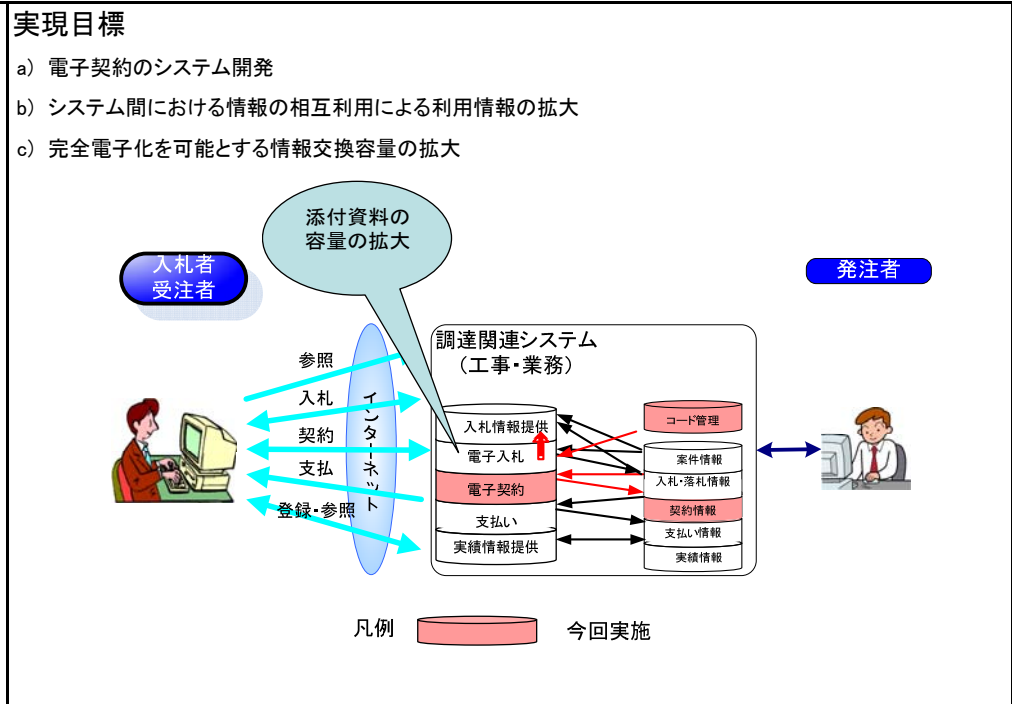 実現目標
a) 電子契約のシステム開発
b) システム間における情報の相互利用による利用情報の拡大
c) 完全電子化を可能とする情報交換容量の拡大
添付資料の
容量の拡大
入札者
受注者
発注者
調達関連システム
(工事・業務)
参照
入札
契約
支払
登録・参照
インターネット
入札情報提供
電子入札
電子契約
支払い
実績情報提供
コード管理
案件情報
入札・落札情報
契約情報
支払い情報
実績情報
凡例
今回実施